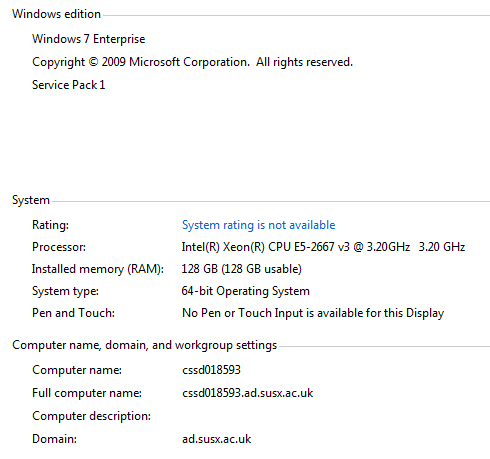 Windows edition
Windows 7 Enterprise
Copyright © 2009 Microsoft Corporation. All rights reserved.
Service Pack 1
System
Rating: System rating is not available
Processor: Intel(R) Xeon(R) CPU E5-2667 v3 @ 3.20GHz 3.20 GHz
Installed memory (RAM): 128 GB (128 GB usable)
System type: 64-bit Operating System
Pen and Touch: No Pen or Touch Input is available for this Display
Computer name, domain, and workgroup settings
Computer name: cssd018593
Full computer name: cssd018593.ad.susx.ac.uk
Computer description:
Domain: ad.susx.ac.uk